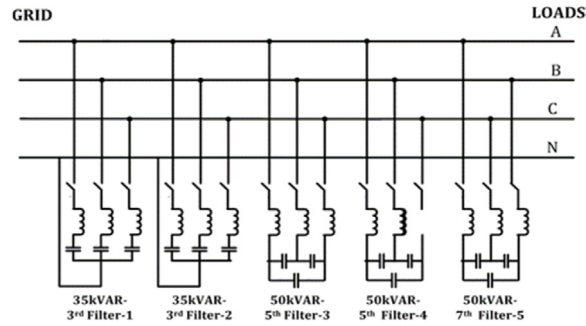 GRID
LOADS
A
B
C
N
35kVAR-
3rd Filter-1
35kVAR-
3rd Filter-2
50kVAR-
5th Filter-3
50kVAR-
5th Filter-4
50kVAR-
7th Filter-5